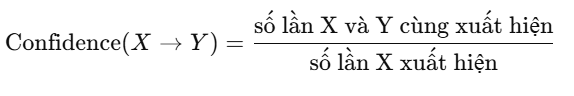 Confidence(X → Y) = số lần X và Y cùng xuất hiện
số lần X xuất hiện